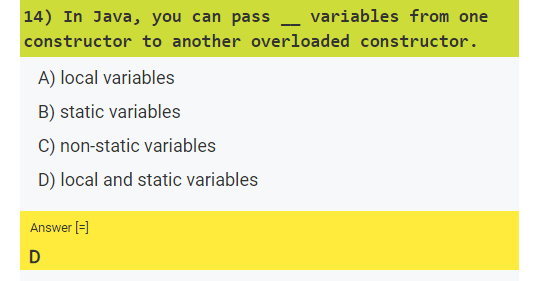 14) In Java, you can pass __ variables from one
constructor to another overloaded constructor.
A) local variables
B) static variables
C) non-static variables
D) local and static variables
Answer [=]
D